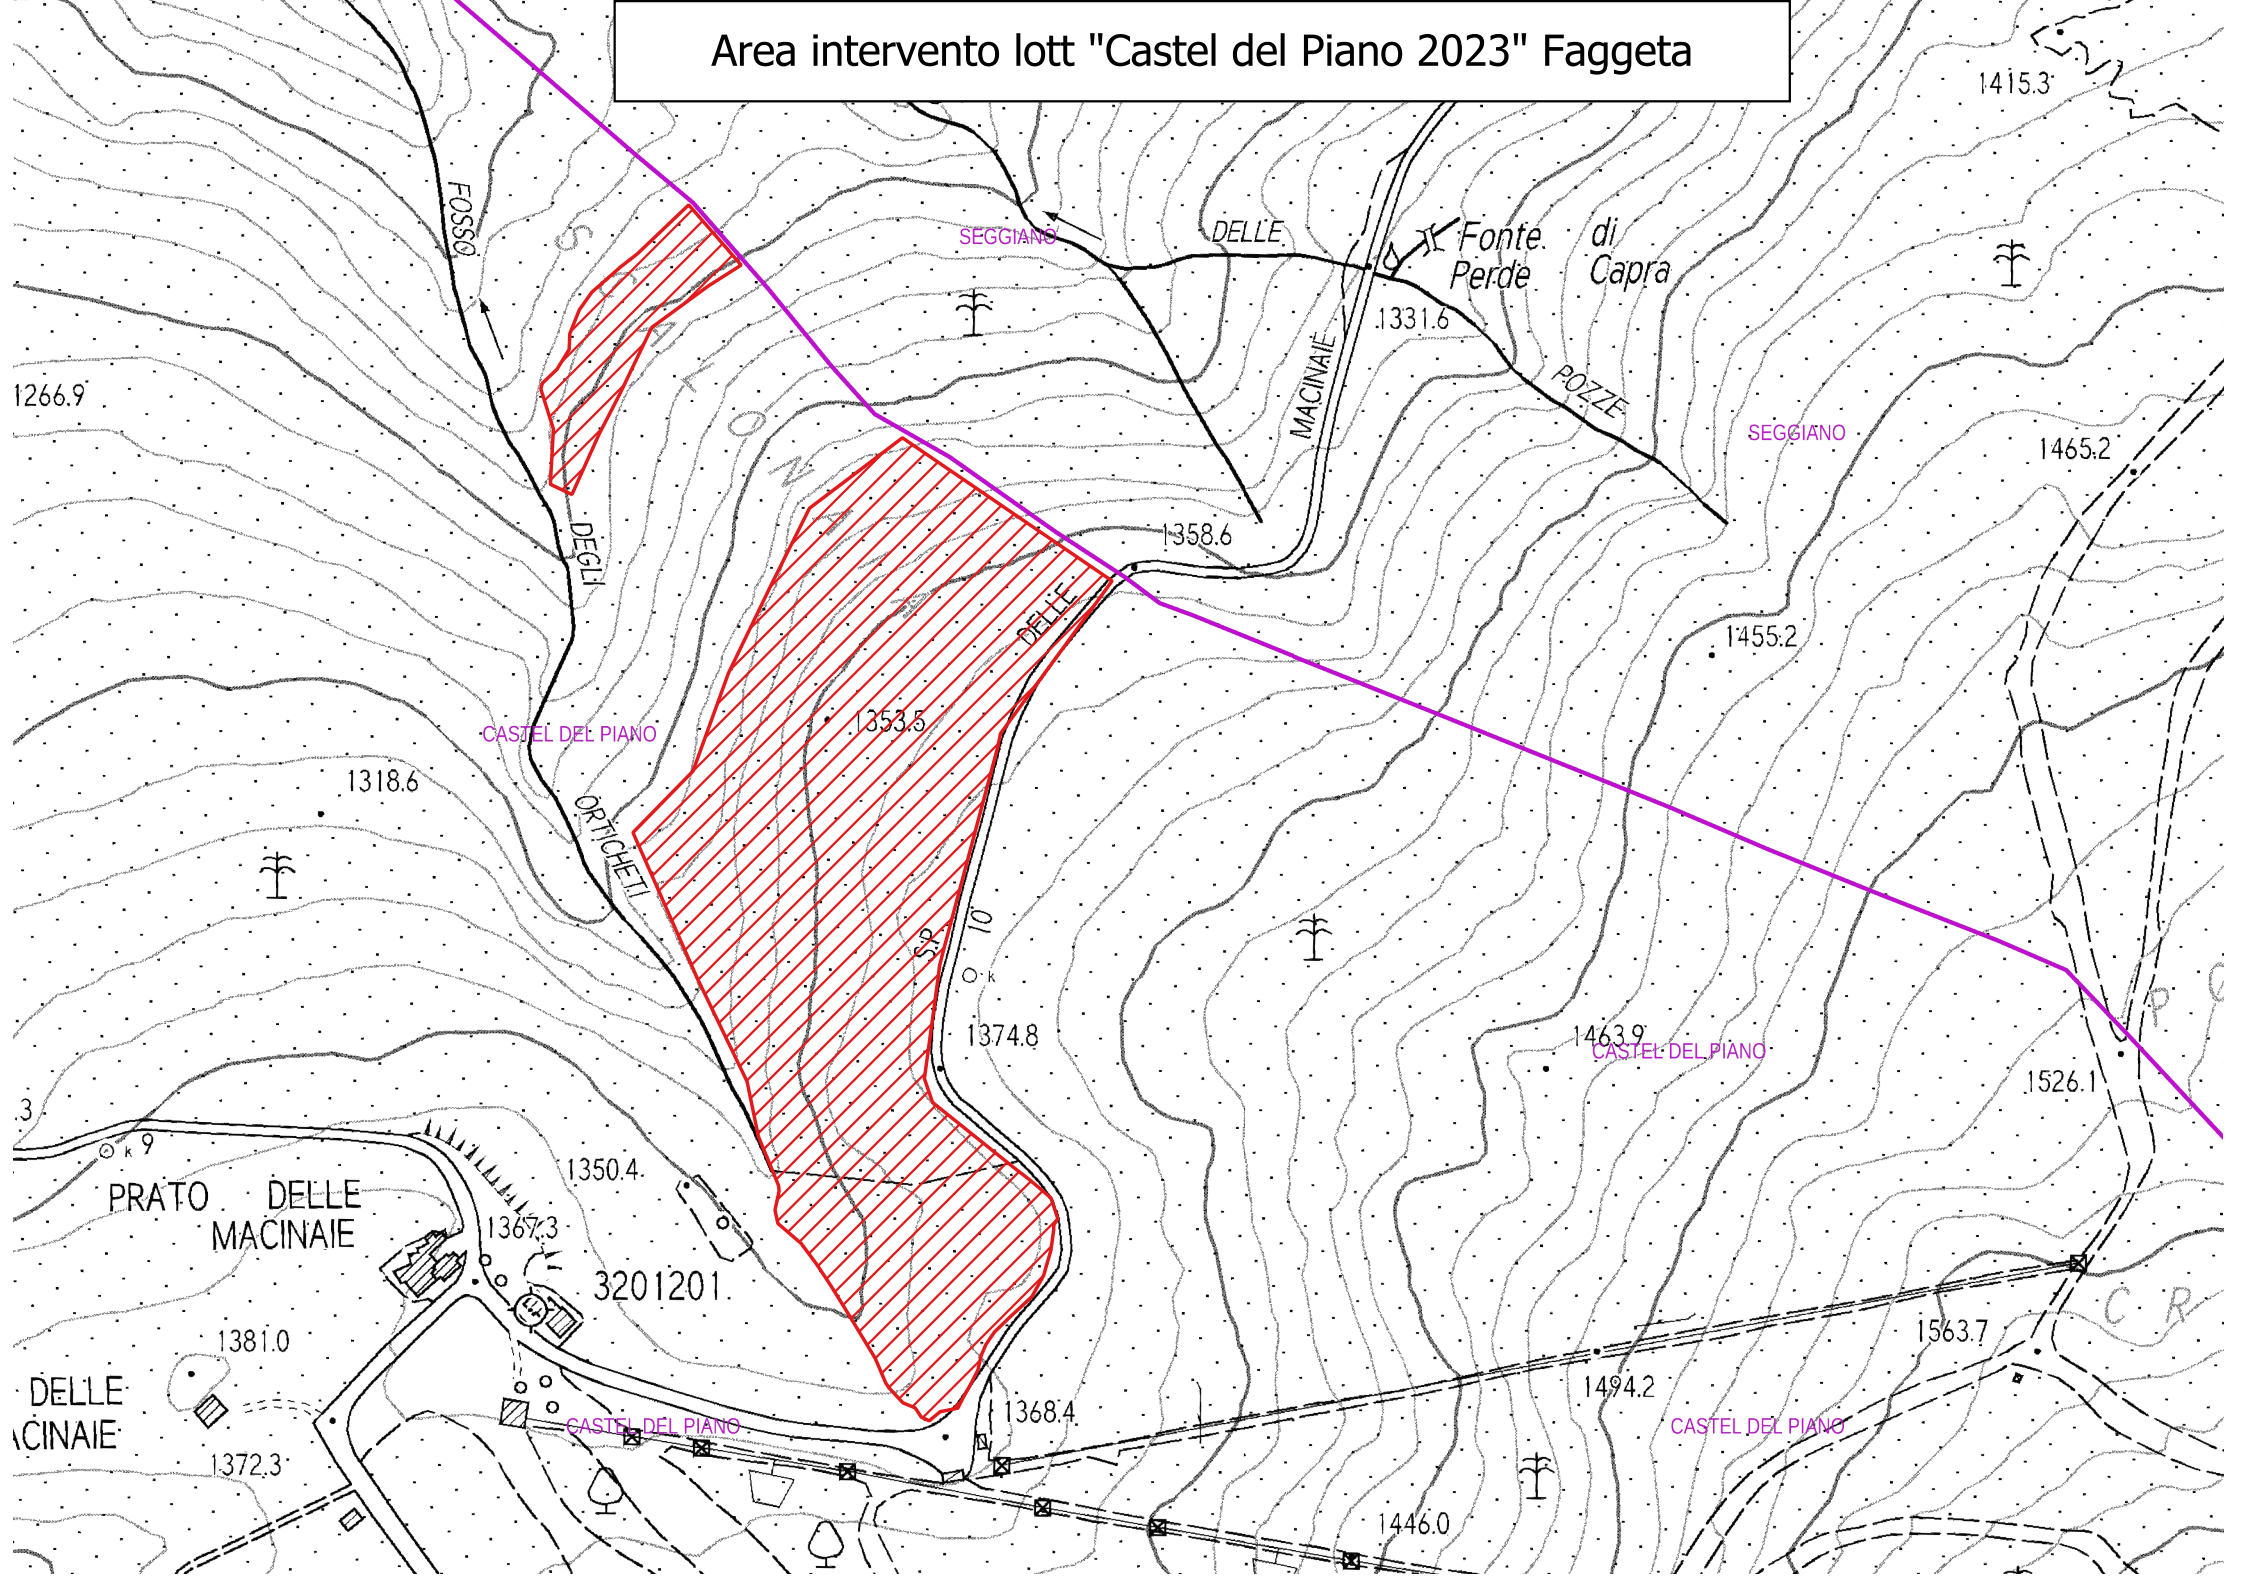 Area intervento lott "Castel del Piano 2023" Faggeta
1415.3
FOSSO
SEGGIANO
DELLE
Fonte di
Perde Capra
1331.6
MACINAIE
1266.9
POZZE
SEGGIANO
1465.2
DEGLI
1358.6
DELLE
1455.2
1353.5
CASTEL DEL PIANO
1318.6
ORTICHETI
S.P. 10
k
1374.8
1463.9
CASTEL DEL PIANO
P
1526.1
.3
k 9
1350.4
PRATO DELLE
MACINAIE
1367.3
3201201
C R
1381.0
1563.7
DELLE
ACINAIE
1494.2
1368.4
CASTEL DEL PIANO
CASTEL DEL PIANO
1372.3
1446.0